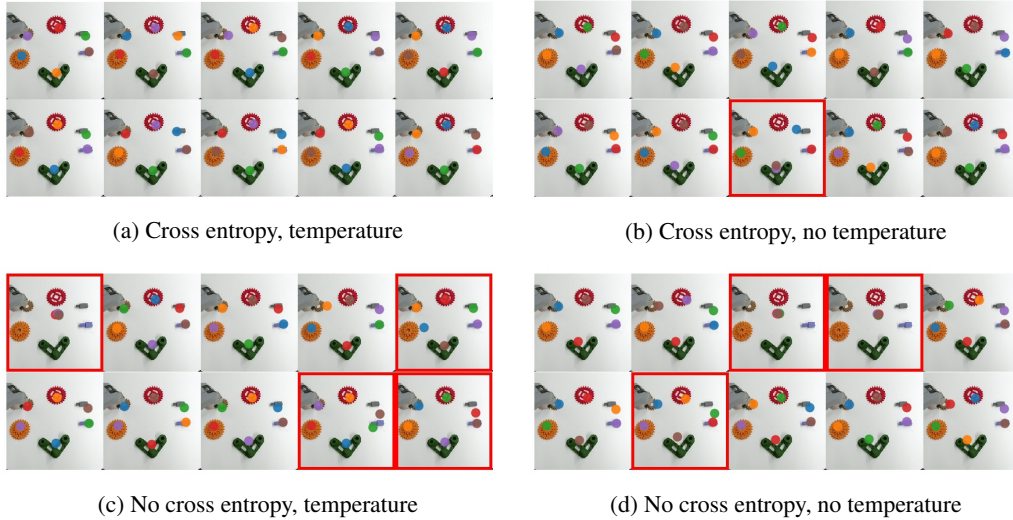 (a) Cross entropy, temperature
(b) Cross entropy, no temperature
(c) No cross entropy, temperature
(d) No cross entropy, no temperature